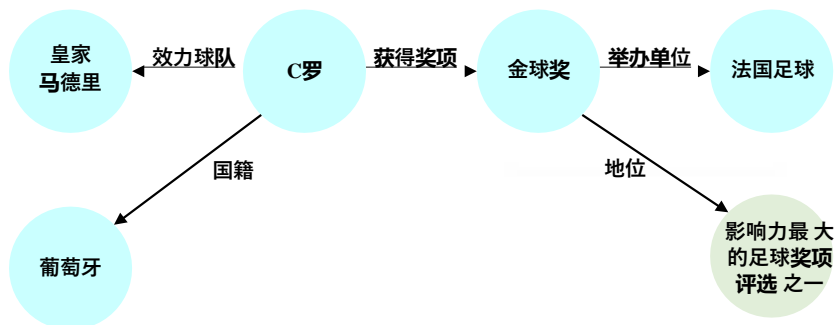 皇家
马德里
效力球队
C罗
获得奖项
金球奖
举办单位
法国足球
国籍
地位
葡萄牙
影响力最 大
的足球奖项
评选 之一